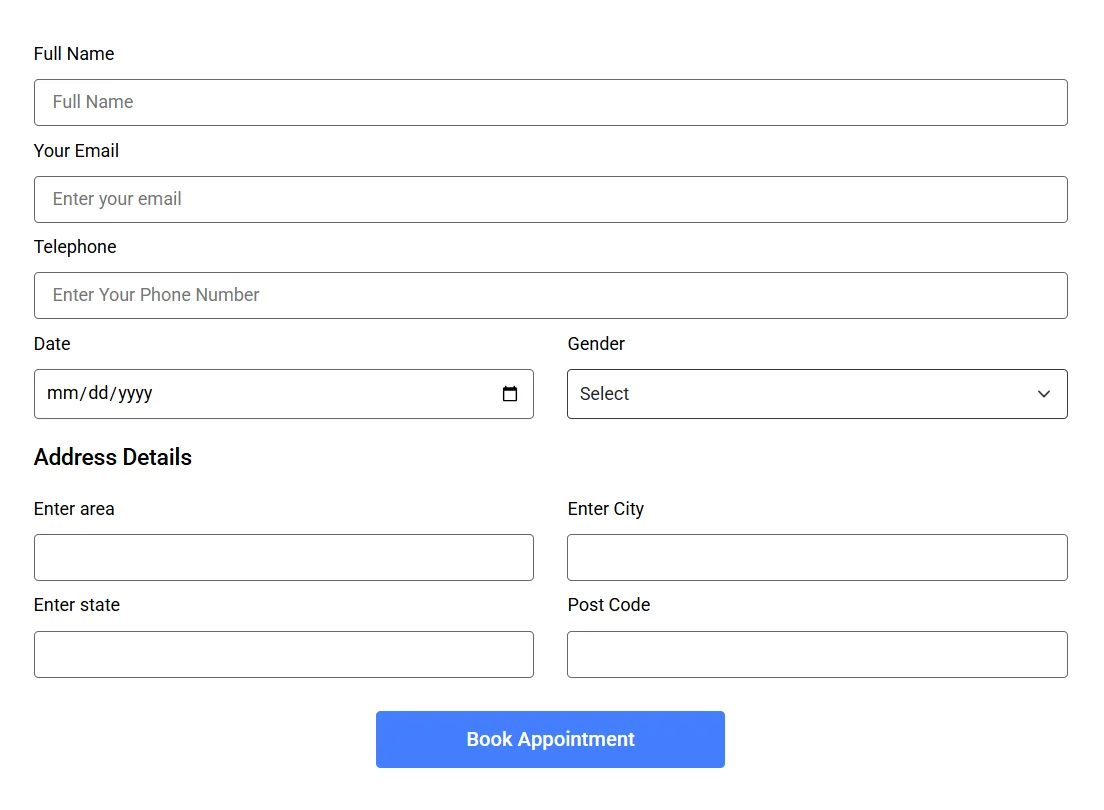 Full Name
Full Name
Your Email
Enter your email
Telephone
Enter Your Phone Number
Date Gender
mm/dd/yyyy Select
Address Details
Enter area Enter City
Enter state Post Code
Book Appointment